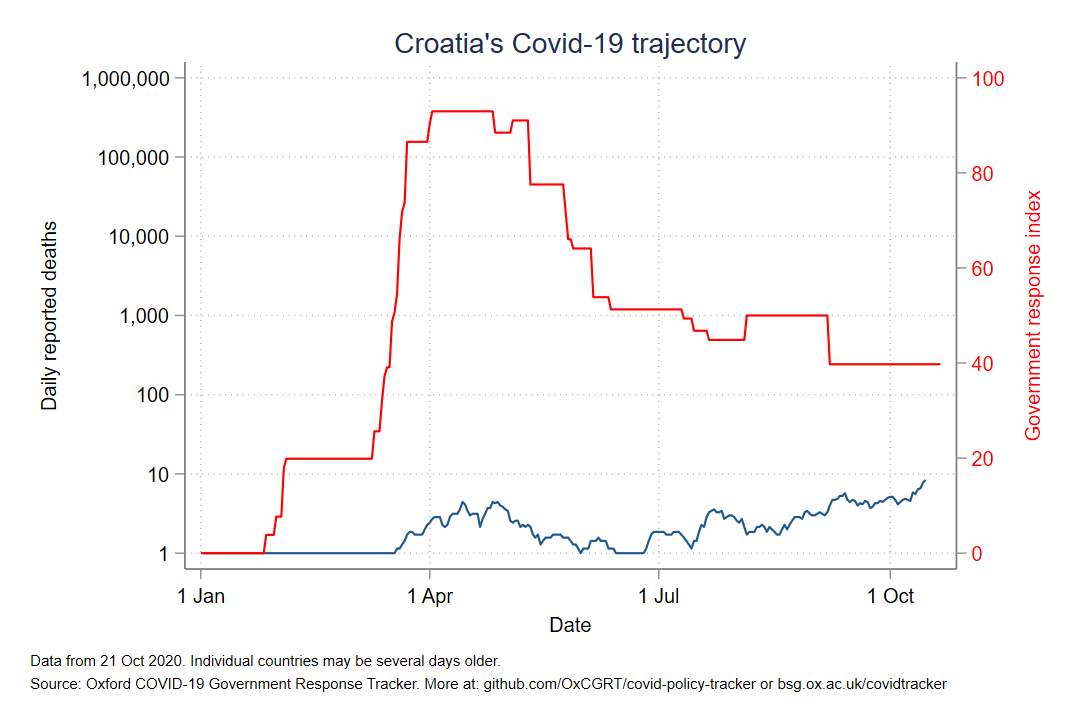 Croatia's Covid-19 trajectory
1,000,000
100,000
10,000
1,000
100
10
1
Daily reported deaths
100
80
60
40
20
0
Government response index
1 Jan
1 Apr
1 Jul
1 Oct
Date
Data from 21 Oct 2020. Individual countries may be several days older.
Source: Oxford COVID-19 Government Response Tracker. More at: github.com/OxCGRT/covid-policy-tracker or bsg.ox.ac.uk/covidtracker